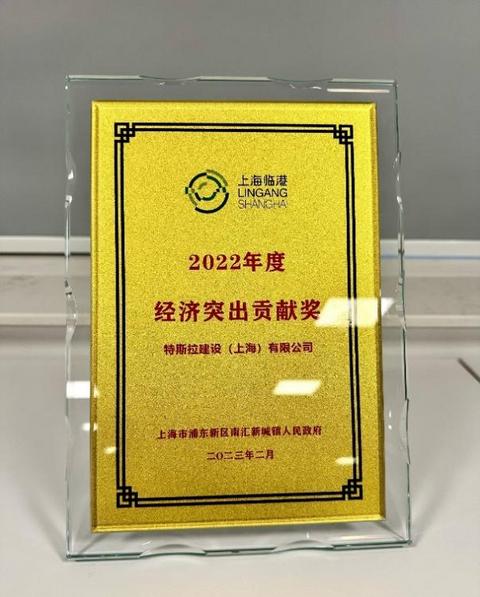 上海临港
LINGANG
SHANGHAI
2022年度
经济突出贡献奖
特斯拉建设（上海）有限公司
上海市浦东新区南汇新城镇人民政府
二〇二三年二月